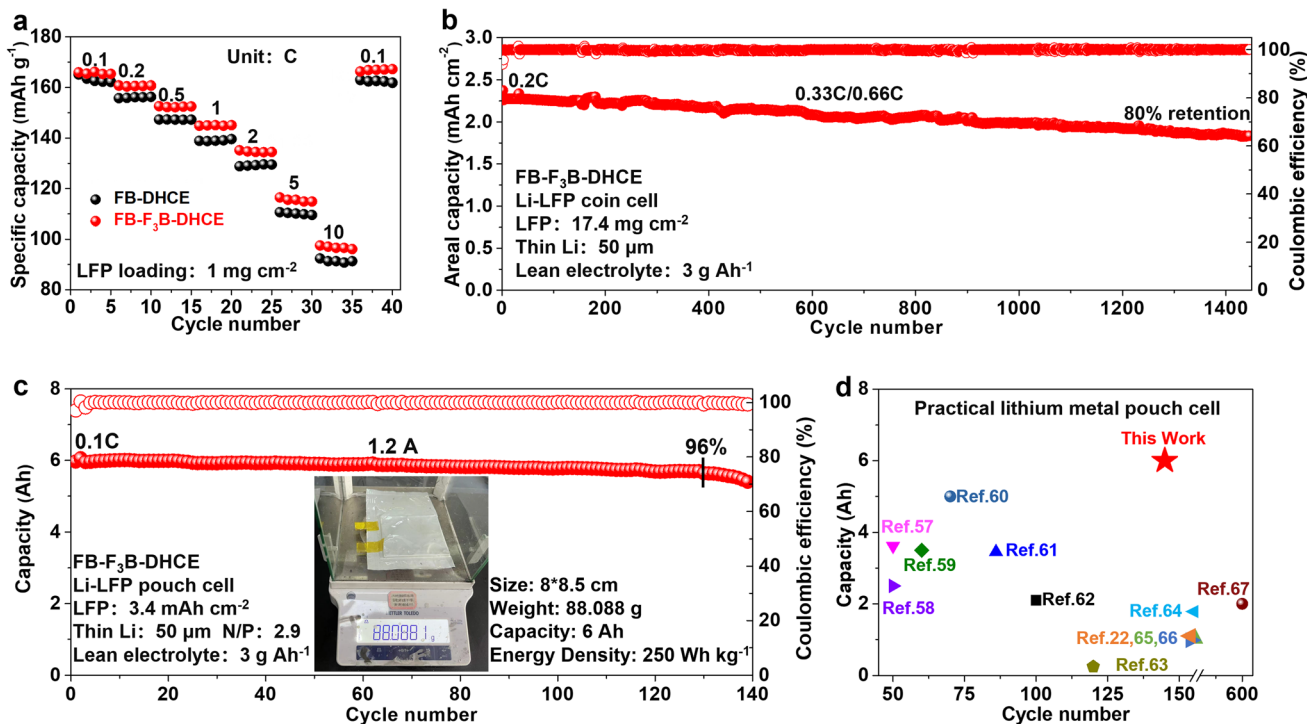 a
Specific capacity (mAh g-1)
180
160
140
120
100
80
0.1
0.2
0.5
1
2
5
10
0.1
Unit: C
FB-DHCE
FB-F3B-DHCE
LFP loading: 1 mg cm-2
0 5 10 15 20 25 30 35 40
Cycle number
b
Areal capacity (mAh cm-2)
3.0
2.5
2.0
1.5
1.0
0.5
0.0
0.2C
0.33C/0.66C
80% retention
FB-F3B-DHCE
Li-LFP coin cell
LFP: 17.4 mg cm-2
Thin Li: 50 μm
Lean electrolyte: 3 g Ah-1
0 200 400 600 800 1000 1200 1400
Cycle number
100
80
60
40
20
0
Coulombic efficiency (%)
c
Capacity (Ah)
8
6
4
2
0
0.1C
1.2 A
96%
FB-F3B-DHCE
Li-LFP pouch cell
LFP: 3.4 mAh cm-2
Thin Li: 50 μm N/P: 2.9
Lean electrolyte: 3 g Ah-1
88.088 g
Size: 8*8.5 cm
Weight: 88.088 g
Capacity: 6 Ah
Energy Density: 250 Wh kg-1
0 20 40 60 80 100 120 140
Cycle number
100
80
60
40
20
0
Coulombic efficiency (%)
d
Capacity (Ah)
8
6
4
2
0
Practical lithium metal pouch cell
This Work
Ref.60
Ref.57
Ref.59
Ref.61
Ref.58
Ref.62
Ref.64
Ref.67
Ref.22,65,66
Ref.63
50 75 100 125 150 600
Cycle number